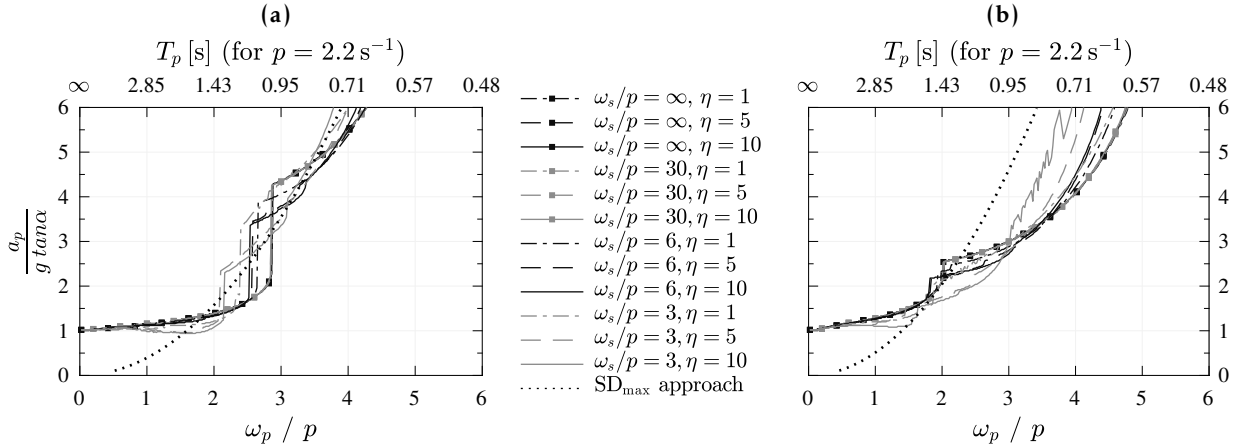 (a)
T_p [s] (for p = 2.2 s⁻¹)
∞ 2.85 1.43 0.95 0.71 0.57 0.48
6
5
4
3
2
1
0
a_p / g tanα
0 1 2 3 4 5 6
ω_p / p
ω_s/p = ∞, η = 1
ω_s/p = ∞, η = 5
ω_s/p = ∞, η = 10
ω_s/p = 30, η = 1
ω_s/p = 30, η = 5
ω_s/p = 30, η = 10
ω_s/p = 6, η = 1
ω_s/p = 6, η = 5
ω_s/p = 6, η = 10
ω_s/p = 3, η = 1
ω_s/p = 3, η = 5
ω_s/p = 3, η = 10
SD_max approach
(b)
T_p [s] (for p = 2.2 s⁻¹)
∞ 2.85 1.43 0.95 0.71 0.57 0.48
6
5
4
3
2
1
0
0 1 2 3 4 5 6
ω_p / p